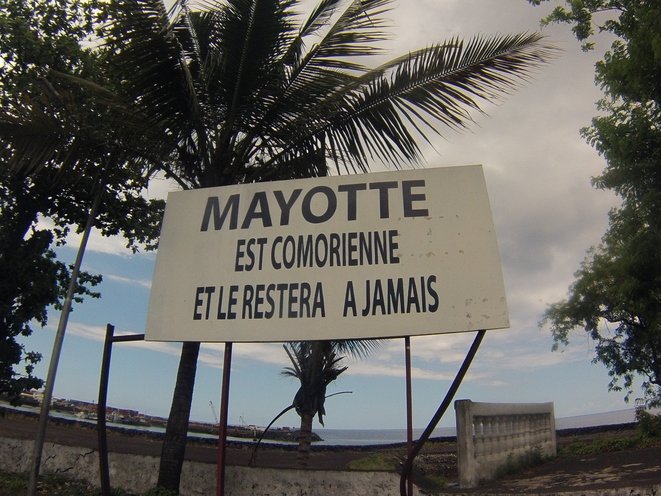 MAYOTTE
EST COMORIENNE
ET LE RESTERA A JAMAIS